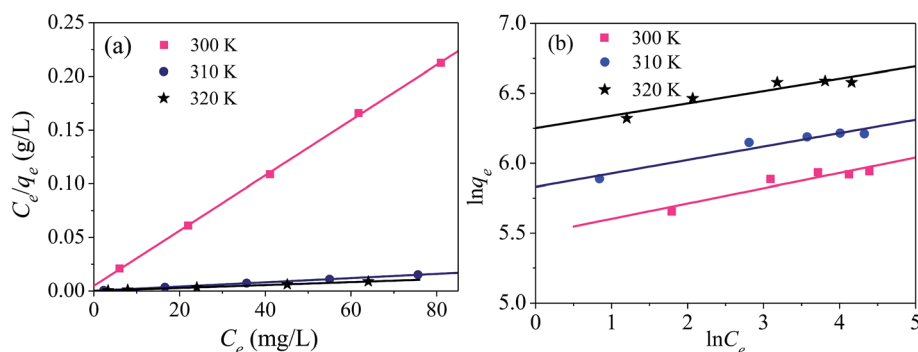 (a)
300 K
310 K
320 K
0.25
0.20
0.15
0.10
0.05
0.00
C_e/q_e (g/L)
0 20 40 60 80
C_e (mg/L)
(b)
300 K
310 K
320 K
7.0
6.5
6.0
5.5
5.0
lnq_e
0 1 2 3 4 5
lnC_e